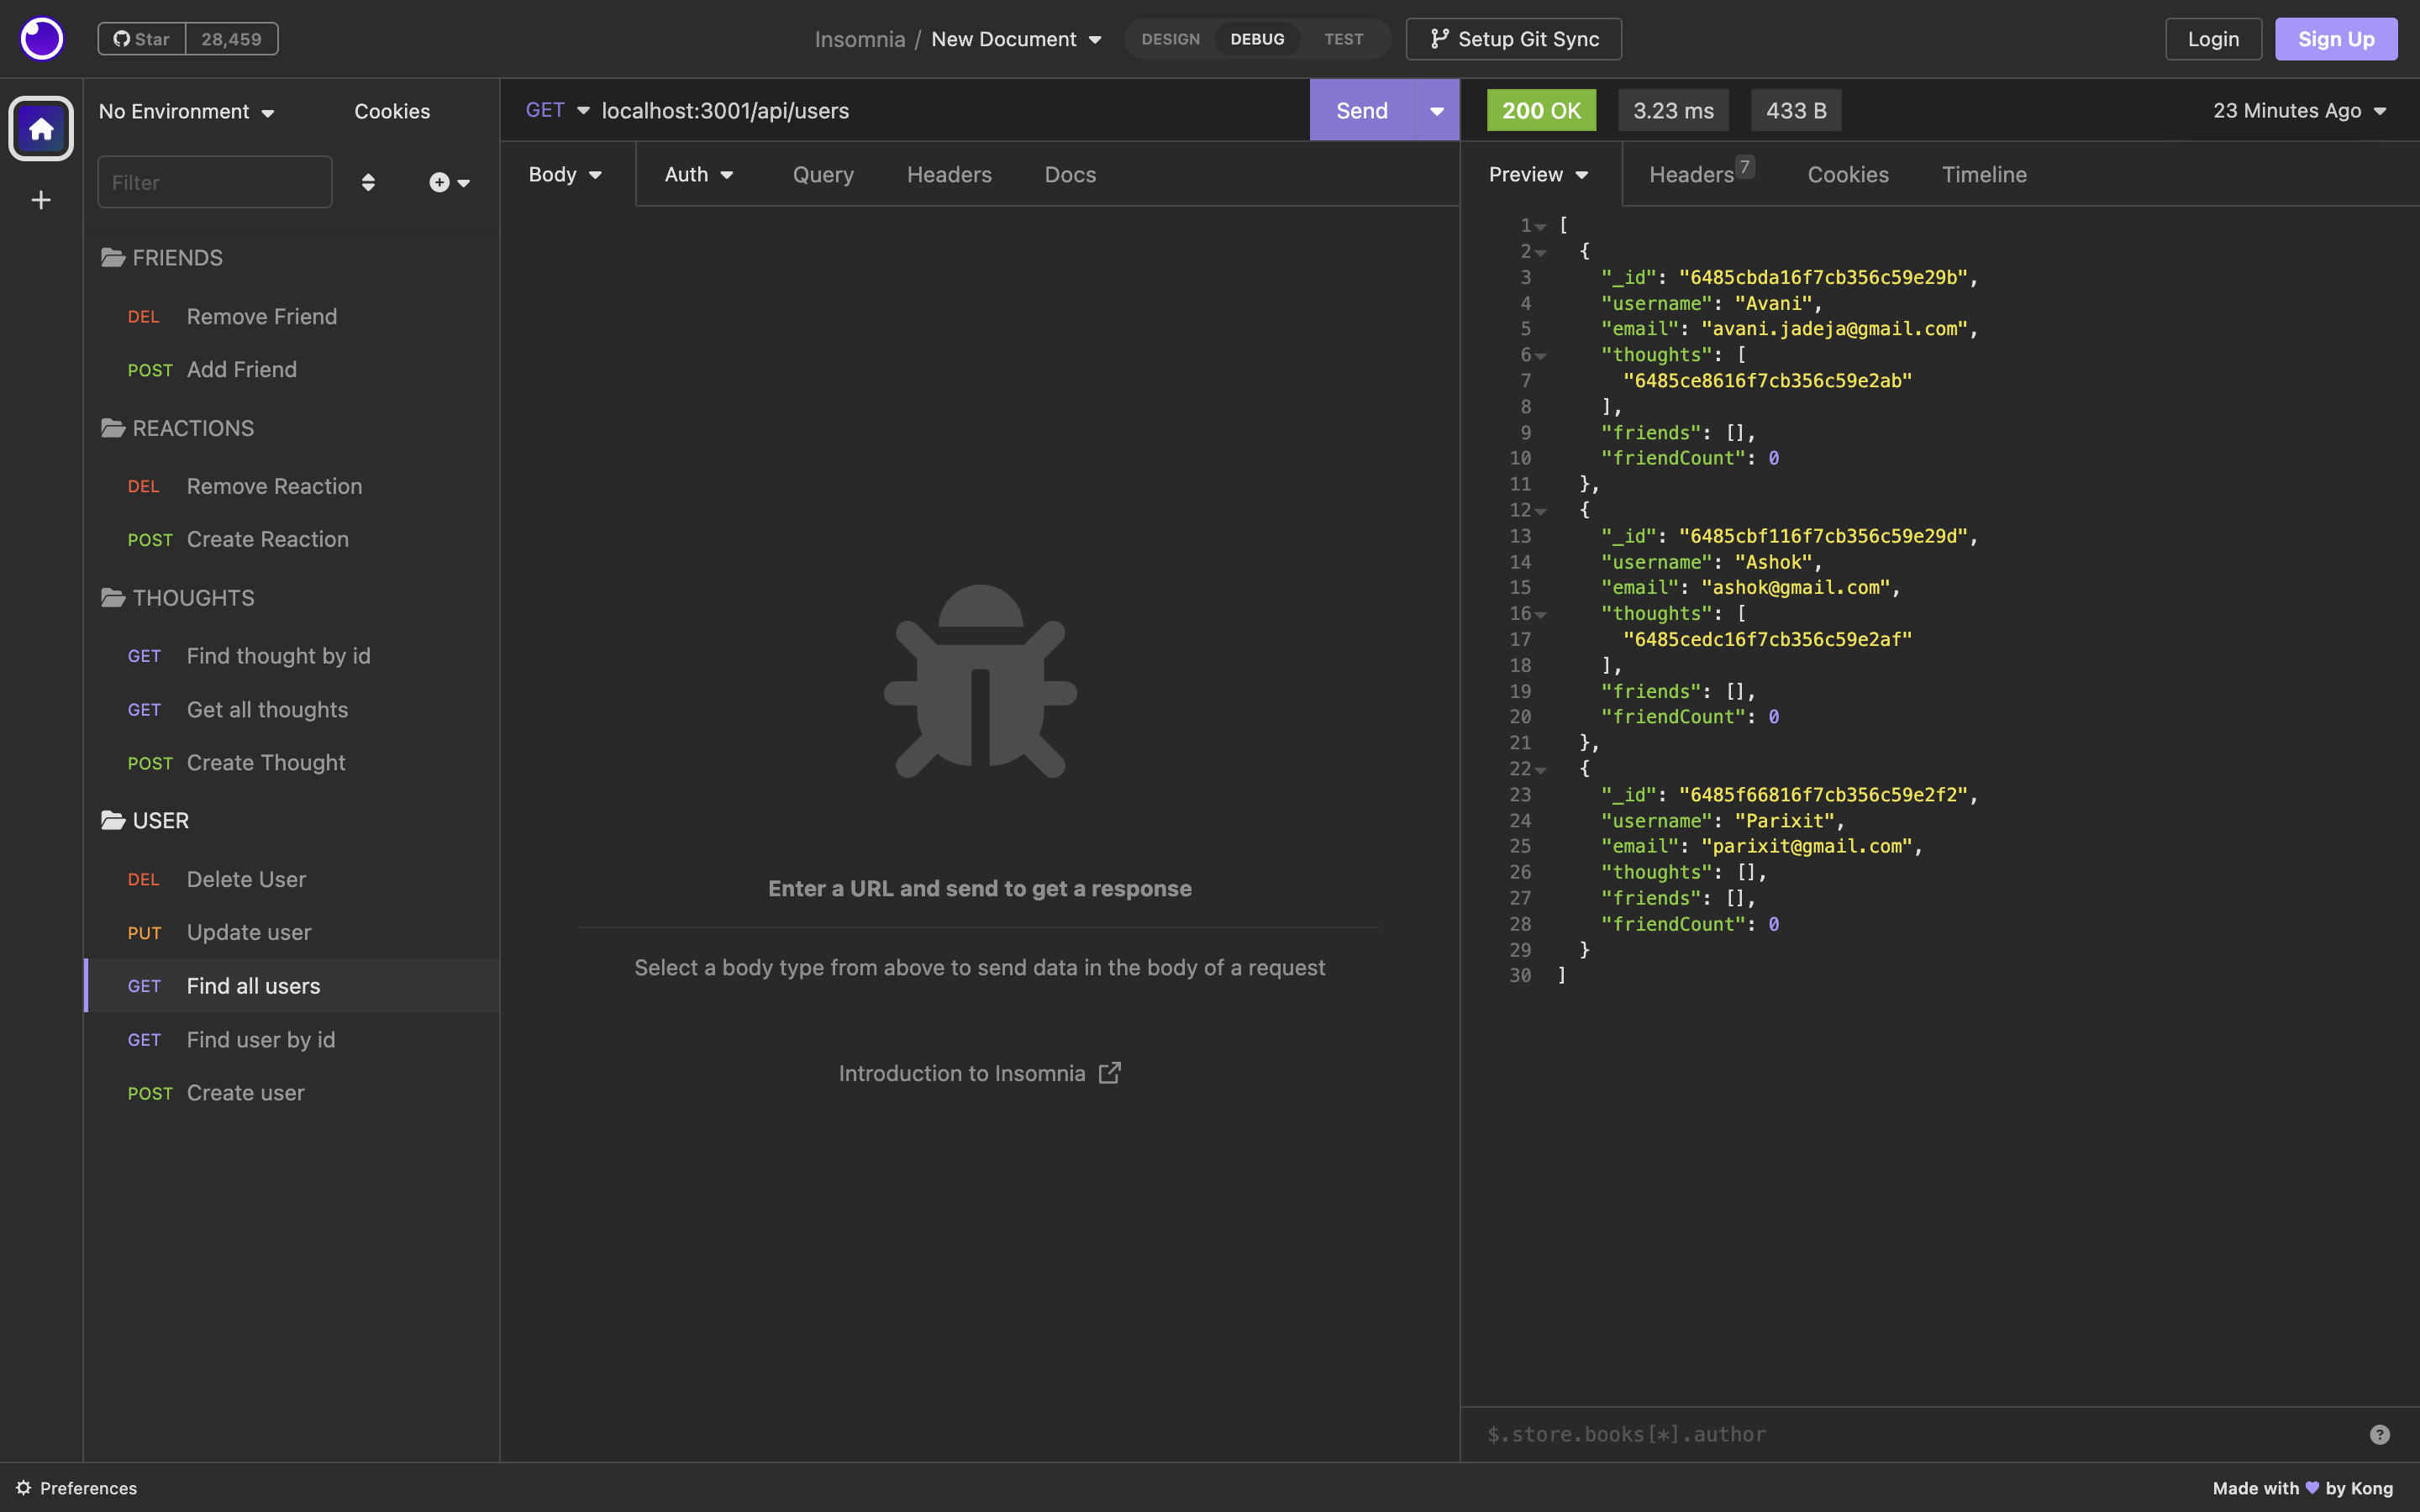 Star 28,459
Insomnia / New Document
DESIGN DEBUG TEST
Setup Git Sync
Login
Sign Up
No Environment
Cookies
Filter
FRIENDS
DEL Remove Friend
POST Add Friend
REACTIONS
DEL Remove Reaction
POST Create Reaction
THOUGHTS
GET Find thought by id
GET Get all thoughts
POST Create Thought
USER
DEL Delete User
PUT Update user
GET Find all users
GET Find user by id
POST Create user
GET localhost:3001/api/users
Send
Body Auth Query Headers Docs
Enter a URL and send to get a response
Select a body type from above to send data in the body of a request
Introduction to Insomnia
200 OK 3.23 ms 433 B 23 Minutes Ago
Preview Headers 7 Cookies Timeline
1 [
2 {
3 "_id": "6485cbda16f7cb356c59e29b",
4 "username": "Avani",
5 "email": "avani.jadeja@gmail.com",
6 "thoughts": [
7 "6485ce8616f7cb356c59e2ab"
8 ],
9 "friends": [],
10 "friendCount": 0
11 },
12 {
13 "_id": "6485cbf116f7cb356c59e29d",
14 "username": "Ashok",
15 "email": "ashok@gmail.com",
16 "thoughts": [
17 "6485cedc16f7cb356c59e2af"
18 ],
19 "friends": [],
20 "friendCount": 0
21 },
22 {
23 "_id": "6485f66816f7cb356c59e2f2",
24 "username": "Parixit",
25 "email": "parixit@gmail.com",
26 "thoughts": [],
27 "friends": [],
28 "friendCount": 0
29 }
30 ]
$.store.books[*].author
?
Preferences
Made with 💜 by Kong